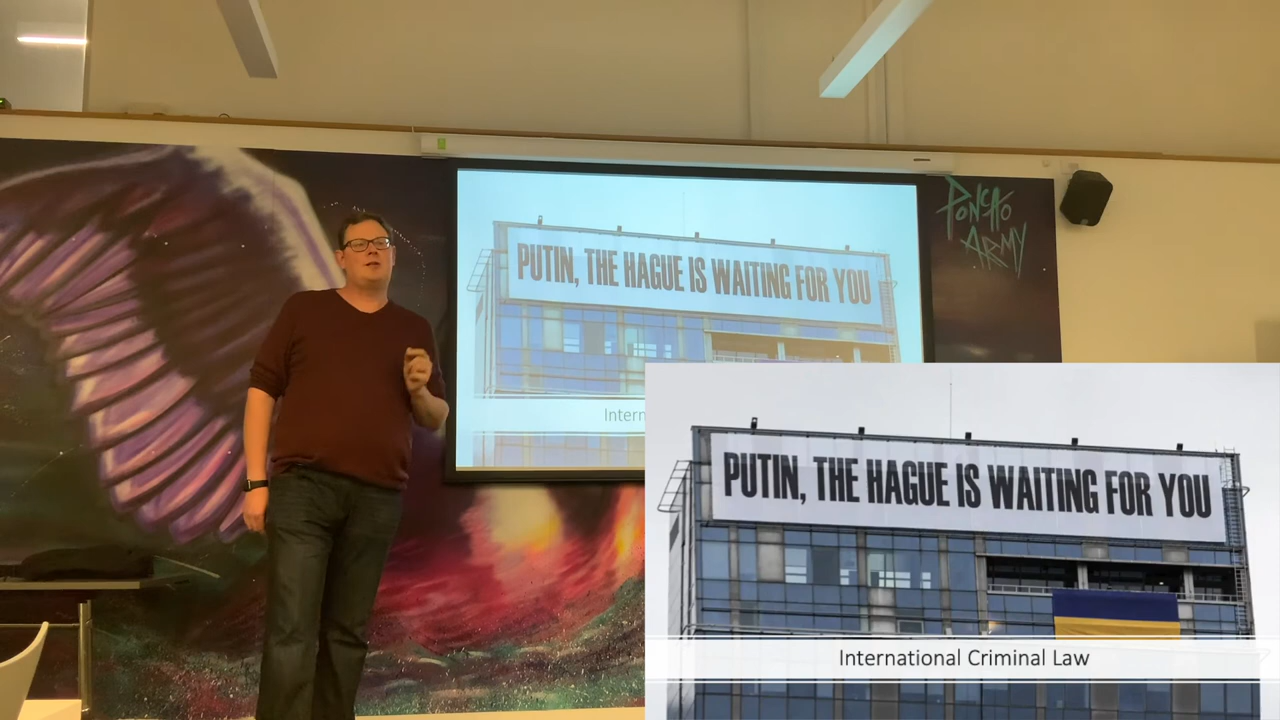 PONCHO
ARMY
PUTIN, THE HAGUE IS WAITING FOR YOU
Intern
PUTIN, THE HAGUE IS WAITING FOR YOU
International Criminal Law